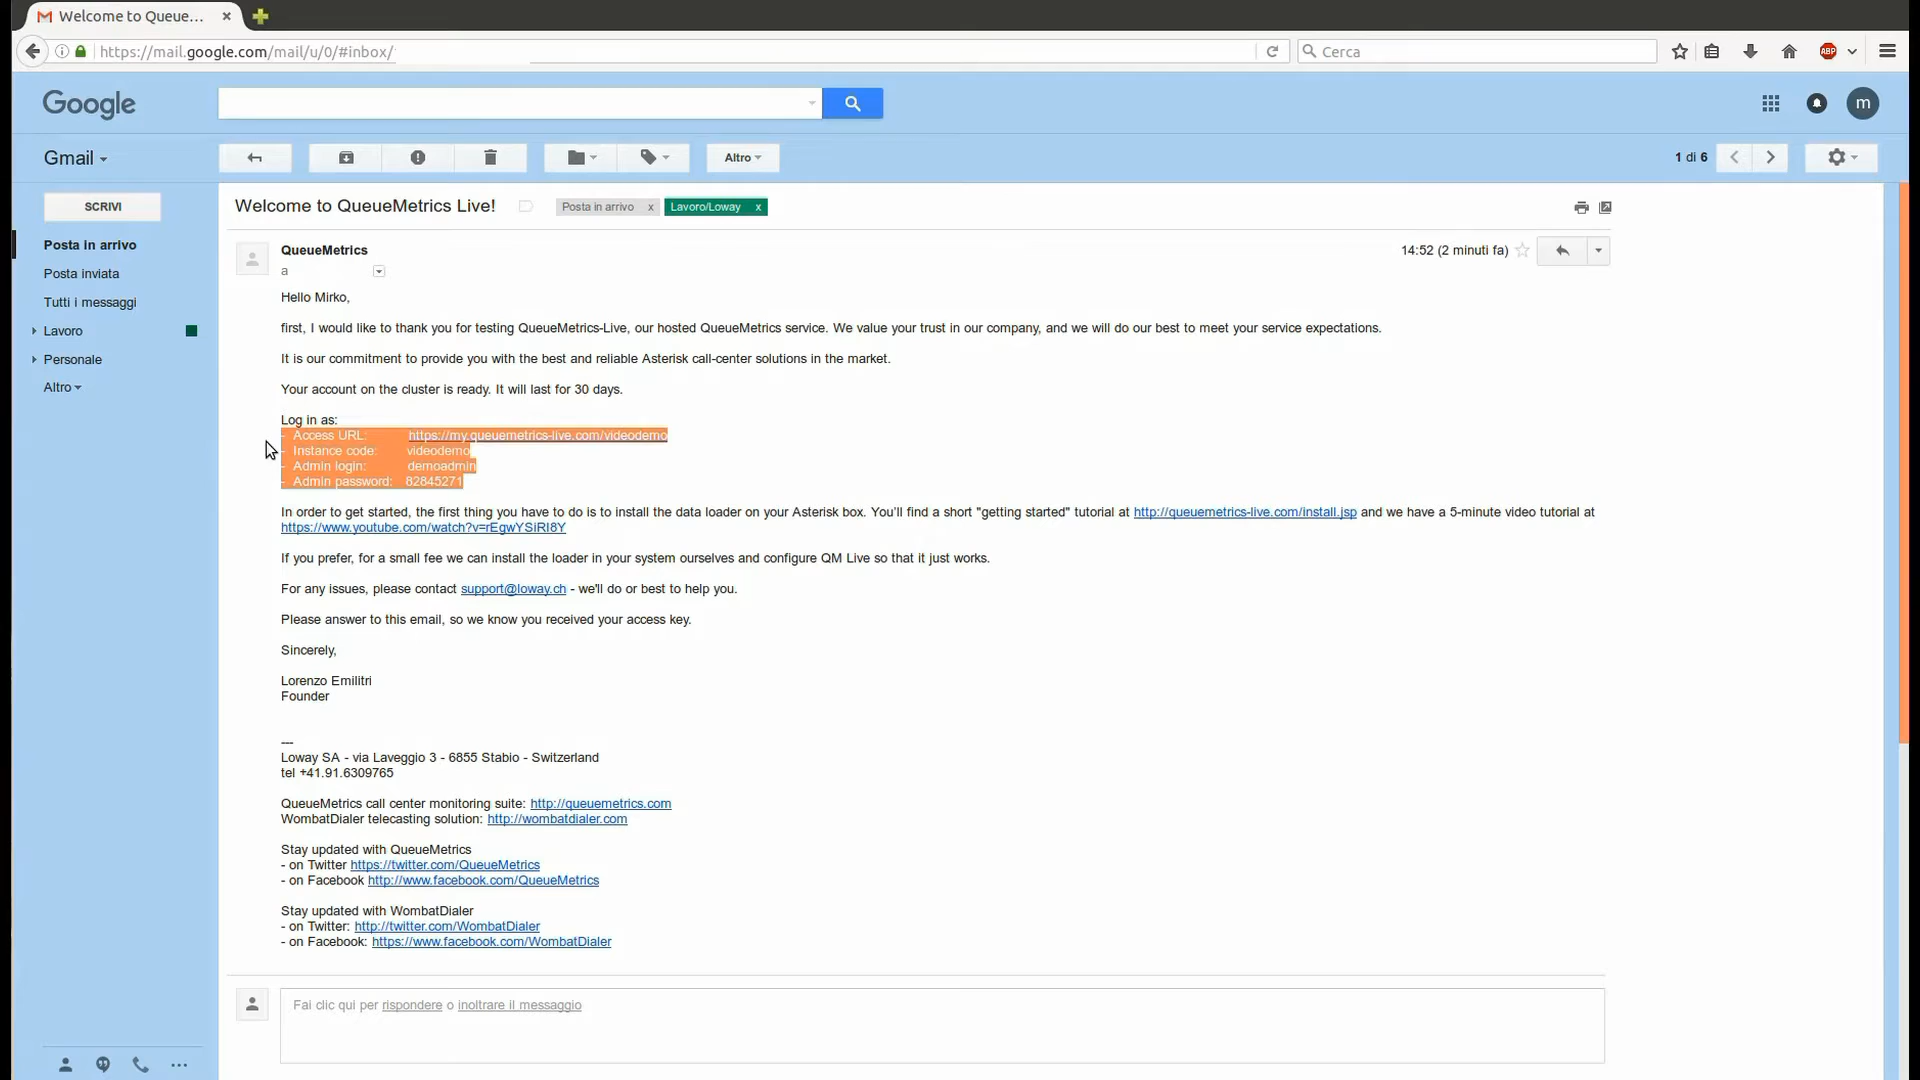 Welcome to Queue...
https://mail.google.com/mail/u/0/#inbox/
Cerca
ABP
Google
m
Gmail
Altro
1 di 6
SCRIVI
Welcome to QueueMetrics Live!
Posta in arrivo x
Lavoro/Loway x
Posta in arrivo
Posta inviata
Tutti i messaggi
Lavoro
Personale
Altro
QueueMetrics
14:52 (2 minuti fa)
a
Hello Mirko,
first, I would like to thank you for testing QueueMetrics-Live, our hosted QueueMetrics service. We value your trust in our company, and we will do our best to meet your service expectations.
It is our commitment to provide you with the best and reliable Asterisk call-center solutions in the market.
Your account on the cluster is ready. It will last for 30 days.
Log in as:
- Access URL: https://my.queuemetrics-live.com/videodemo
- Instance code: videodemo
- Admin login: demoadmin
- Admin password: 82845271
In order to get started, the first thing you have to do is to install the data loader on your Asterisk box. You'll find a short "getting started" tutorial at http://queuemetrics-live.com/install.jsp and we have a 5-minute video tutorial at
https://www.youtube.com/watch?v=rEgwYSiRI8Y
If you prefer, for a small fee we can install the loader in your system ourselves and configure QM Live so that it just works.
For any issues, please contact support@loway.ch - we'll do or best to help you.
Please answer to this email, so we know you received your access key.
Sincerely,
Lorenzo Emilitri
Founder
---
Loway SA - via Laveggio 3 - 6855 Stabio - Switzerland
tel +41.91.6309765
QueueMetrics call center monitoring suite: http://queuemetrics.com
WombatDialer telecasting solution: http://wombatdialer.com
Stay updated with QueueMetrics
- on Twitter https://twitter.com/QueueMetrics
- on Facebook http://www.facebook.com/QueueMetrics
Stay updated with WombatDialer
- on Twitter: http://twitter.com/WombatDialer
- on Facebook: https://www.facebook.com/WombatDialer
Fai clic qui per rispondere o inoltrare il messaggio